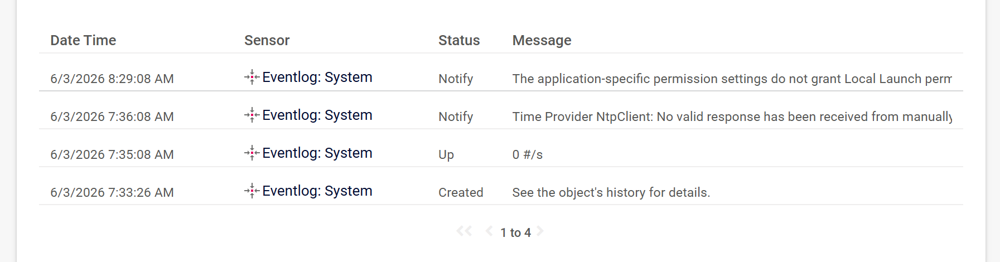 Date Time Sensor Status Message
6/3/2026 8:29:08 AM Eventlog: System Notify The application-specific permission settings do not grant Local Launch perm
6/3/2026 7:36:08 AM Eventlog: System Notify Time Provider NtpClient: No valid response has been received from manually
6/3/2026 7:35:08 AM Eventlog: System Up 0 #/s
6/3/2026 7:33:26 AM Eventlog: System Created See the object's history for details.
1 to 4